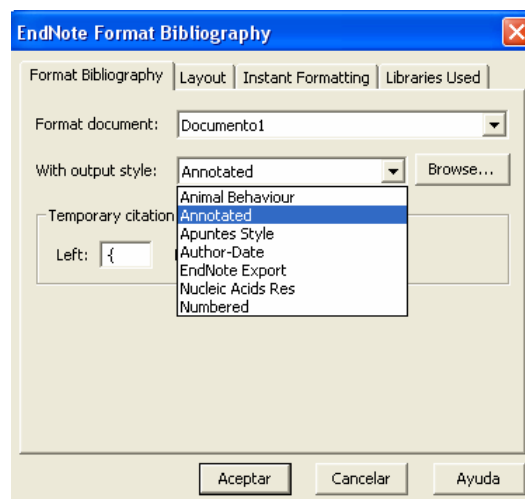 EndNote Format Bibliography
Format Bibliography Layout Instant Formatting Libraries Used
Format document: Documento1
With output style: Annotated Browse...
Animal Behaviour
Temporary citation Annotated
Apuntes Style
Left: { Author-Date
EndNote Export
Nucleic Acids Res
Numbered
Aceptar Cancelar Ayuda